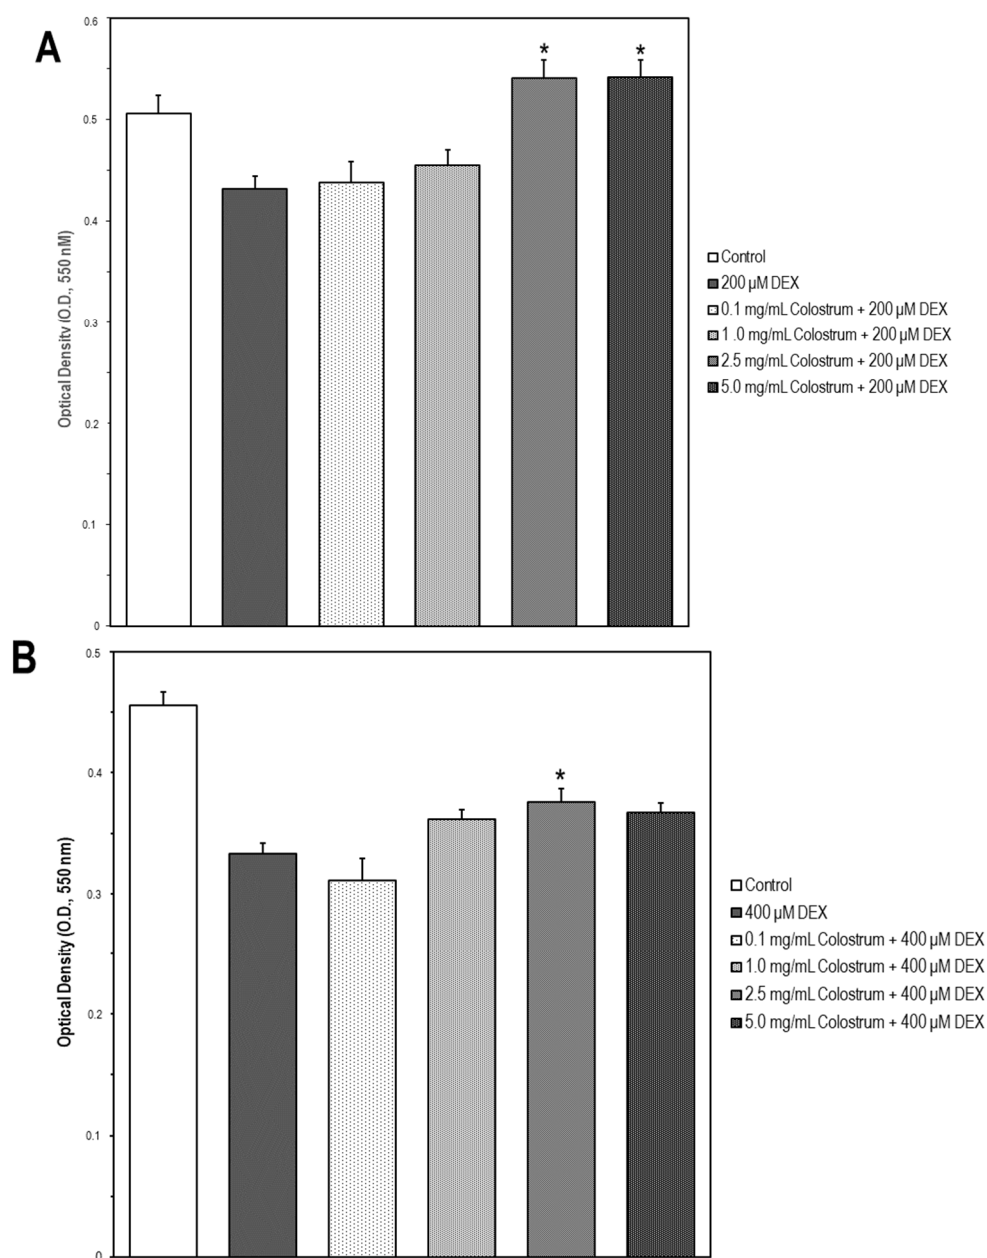 A
0.6
0.5
0.4
0.3
0.2
0.1
0
Optical Density (O.D., 550 nM)
*
*
Control
200 µM DEX
0.1 mg/mL Colostrum + 200 µM DEX
1 .0 mg/mL Colostrum + 200 µM DEX
2.5 mg/mL Colostrum + 200 µM DEX
5.0 mg/mL Colostrum + 200 µM DEX
B
0.5
0.4
0.3
0.2
0.1
0
Optical Density (O.D., 550 nm)
*
Control
400 µM DEX
0.1 mg/mL Colostrum + 400 µM DEX
1.0 mg/mL Colostrum + 400 µM DEX
2.5 mg/mL Colostrum + 400 µM DEX
5.0 mg/mL Colostrum + 400 µM DEX